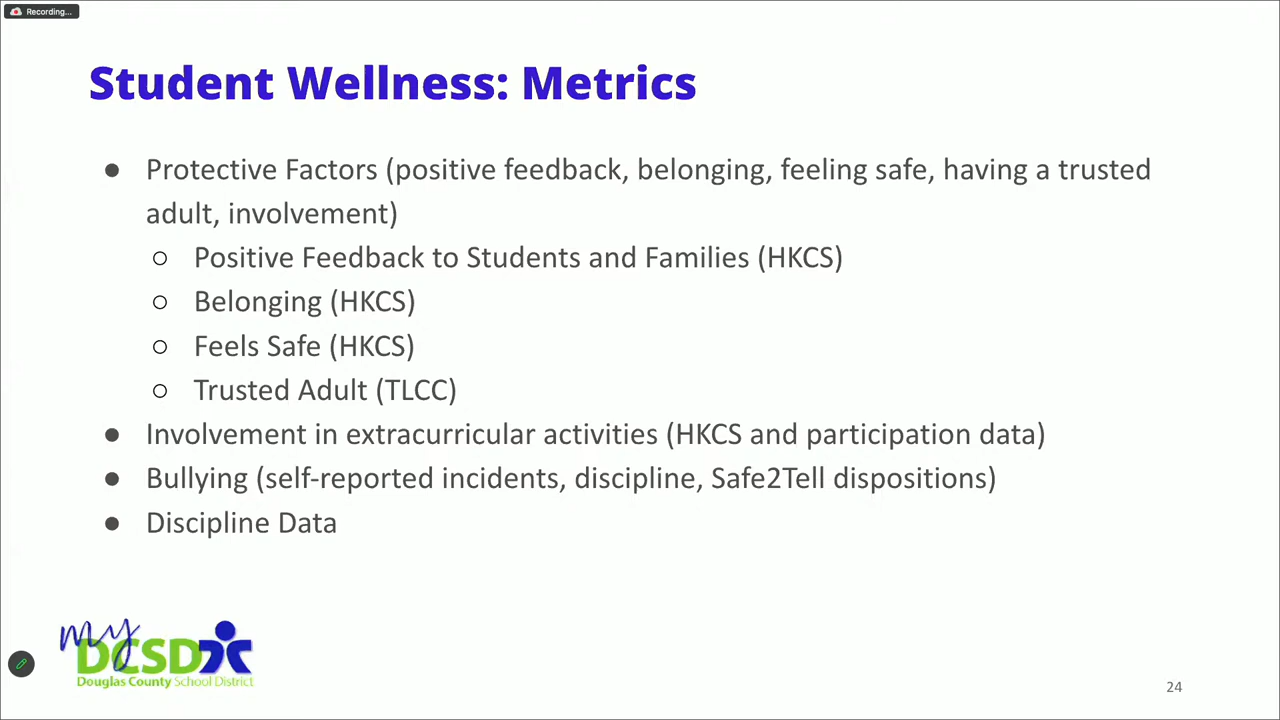 Recording...
Student Wellness: Metrics
● Protective Factors (positive feedback, belonging, feeling safe, having a trusted
adult, involvement)
○ Positive Feedback to Students and Families (HKCS)
○ Belonging (HKCS)
○ Feels Safe (HKCS)
○ Trusted Adult (TLCC)
● Involvement in extracurricular activities (HKCS and participation data)
● Bullying (self-reported incidents, discipline, Safe2Tell dispositions)
● Discipline Data
my
DCSD
Douglas County School District
24